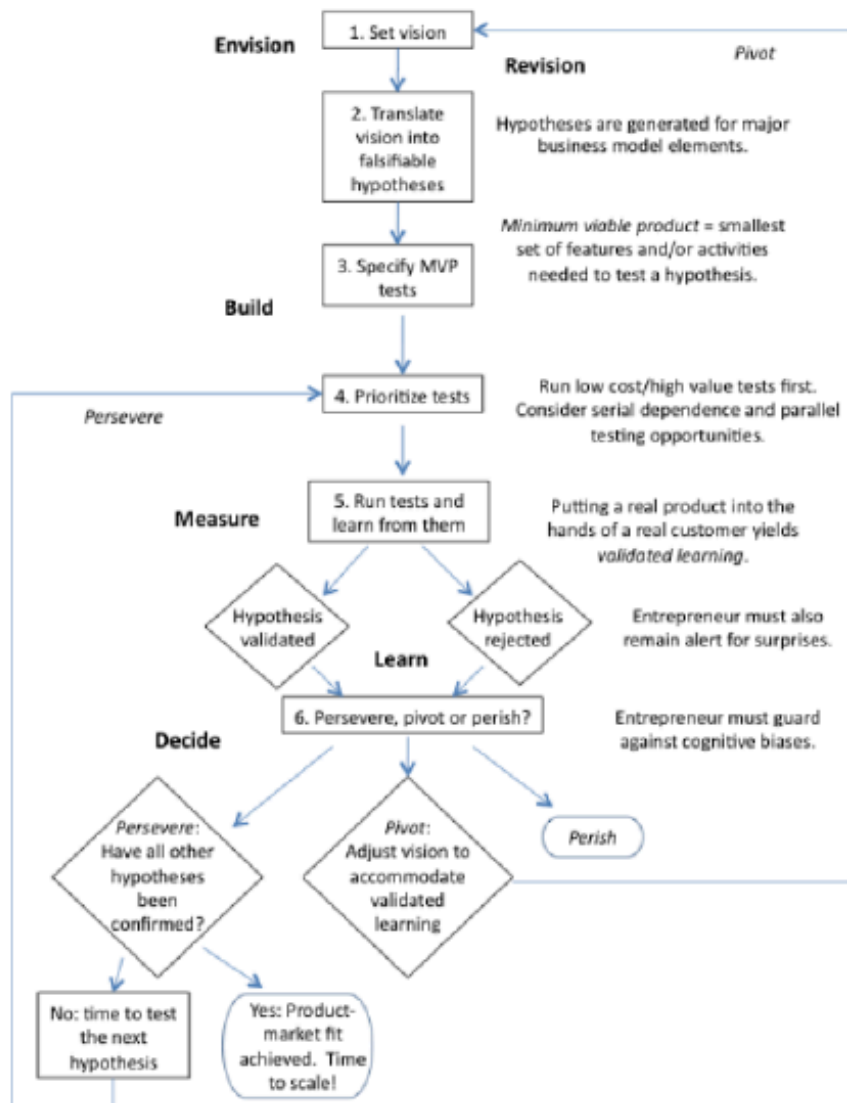 1. Set vision
Envision
Pivot
Revision
2. Translate
vision into
falsifiable
hypotheses
Hypotheses are generated for major
business model elements.
Minimum viable product = smallest
set of features and/or activities
needed to test a hypothesis.
3. Specify MVP
tests
Build
4. Prioritize tests
Persevere
Run low cost/high value tests first.
Consider serial dependence and parallel
testing opportunities.
5. Run tests and
learn from them
Measure
Putting a real product into the
hands of a real customer yields
validated learning.
Hypothesis
validated
Hypothesis
rejected
Entrepreneur must also
remain alert for surprises.
Learn
6. Persevere, pivot or perish?
Entrepreneur must guard
against cognitive biases.
Decide
Persevere:
Have all other
hypotheses
been
confirmed?
Pivot:
Adjust vision to
accommodate
validated
learning
Perish
No: time to test
the next
hypothesis
Yes: Product-
market fit
achieved. Time
to scale!